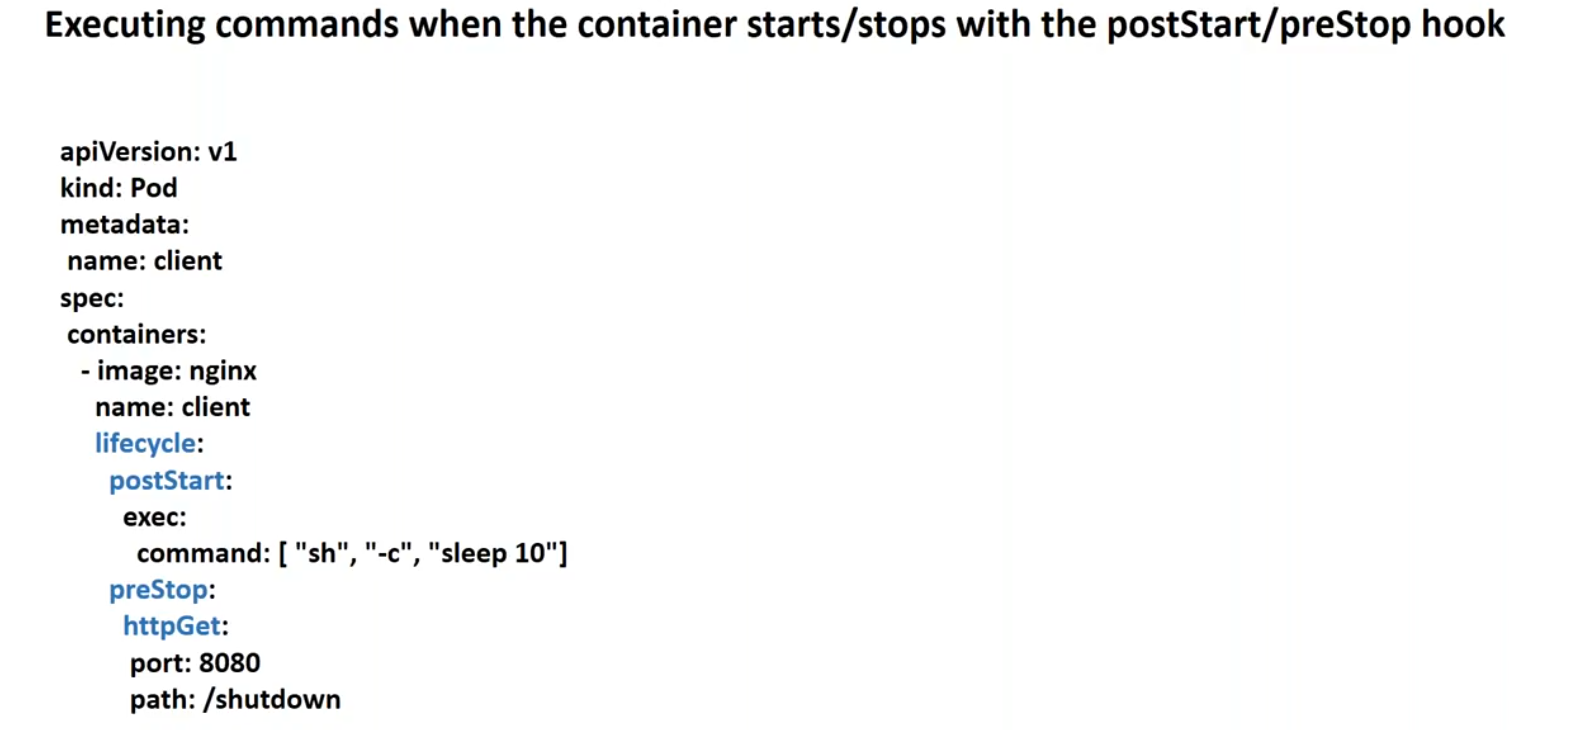 Executing commands when the container starts/stops with the postStart/preStop hook
apiVersion: v1
kind: Pod
metadata:
 name: client
spec:
 containers:
   - image: nginx
     name: client
     lifecycle:
       postStart:
         exec:
           command: [ "sh", "-c", "sleep 10"]
       preStop:
         httpGet:
          port: 8080
          path: /shutdown